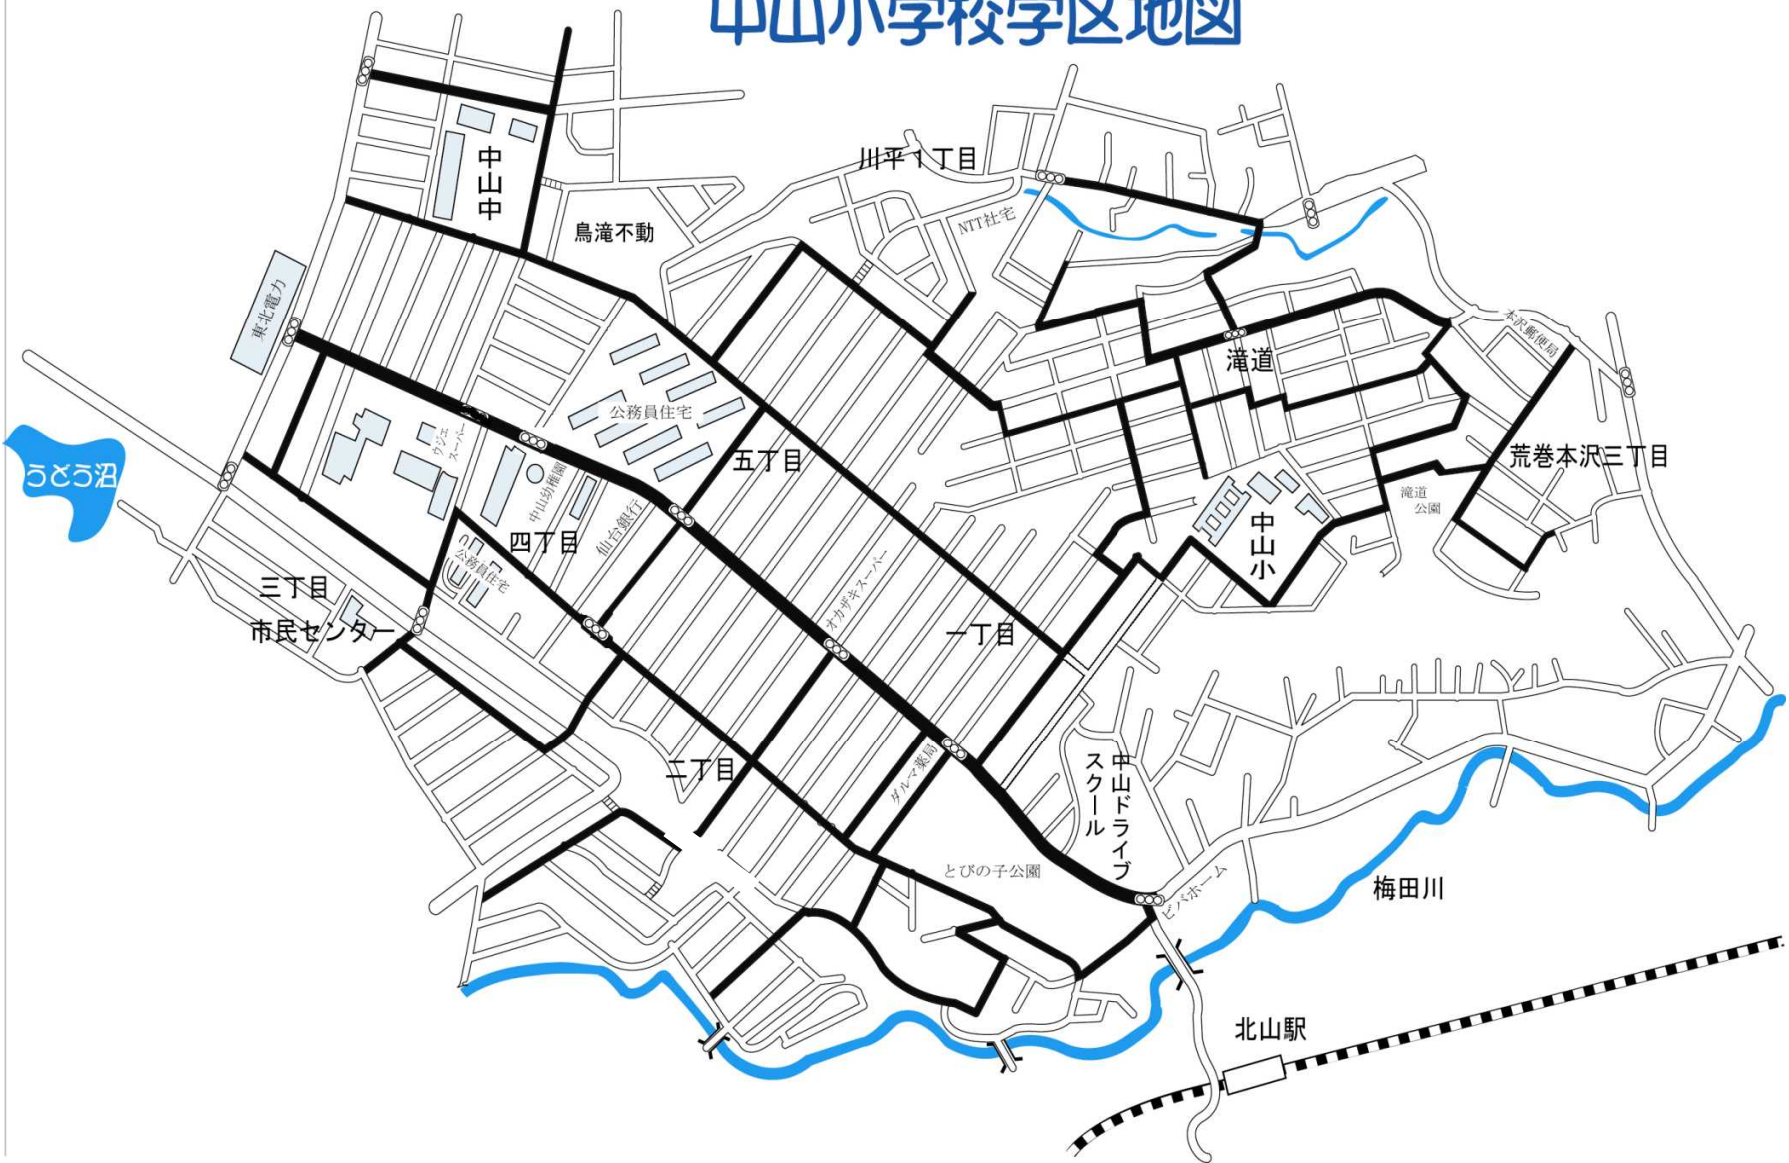 中山小学校学区地図
中山中
川平1丁目
NTT社宅
鳥滝不動
東北電力
本沢郵便局
滝道
公務員住宅
ウジエ
スーパー
五丁目
荒巻本沢三丁目
うとう沼
中山幼稚園
滝道
公園
仙台銀行
四丁目
中山小
公務員住宅
オカザキスーパー
三丁目
市民センター
一丁目
二丁目
ダルマ薬局
中山ドライブ
スクール
とびの子公園
ビバホーム
梅田川
北山駅